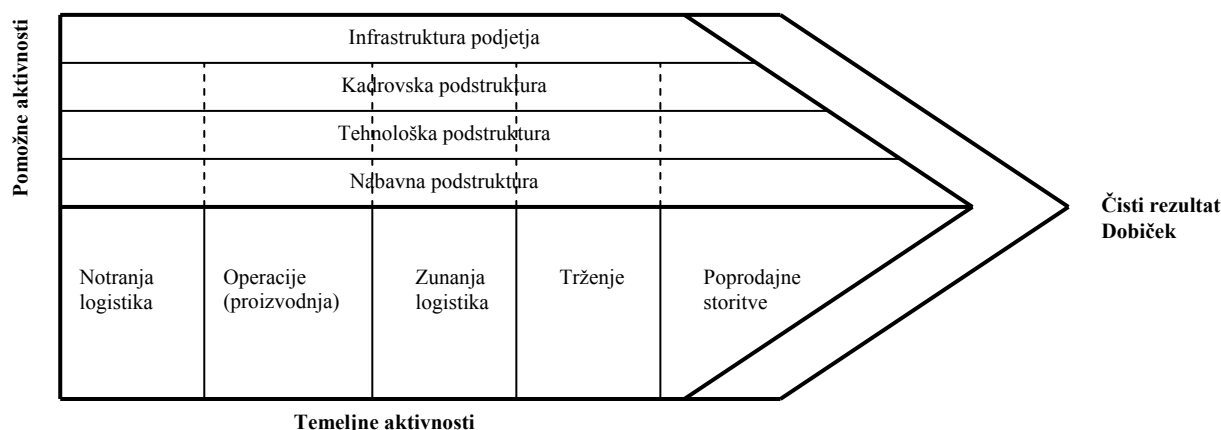 Pomožne aktivnosti
Infrastruktura podjetja
Kadrovska podstruktura
Tehnološka podstruktura
Nabavna podstruktura
Notranja
logistika
Operacije
(proizvodnja)
Zunanja
logistika
Trženje
Poprodajne
storitve
Čisti rezultat
Dobiček
Temeljne aktivnosti